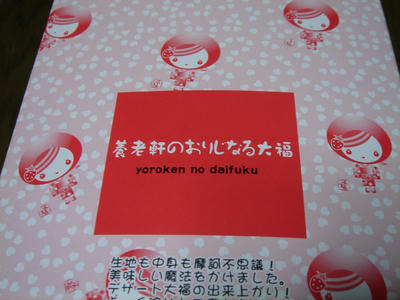 養老軒のおりじなる大福
yoroken no daifuku
生地も中身も摩訶不思議!
美味しい魔法をかけました。
デザート大福の出来上がり!